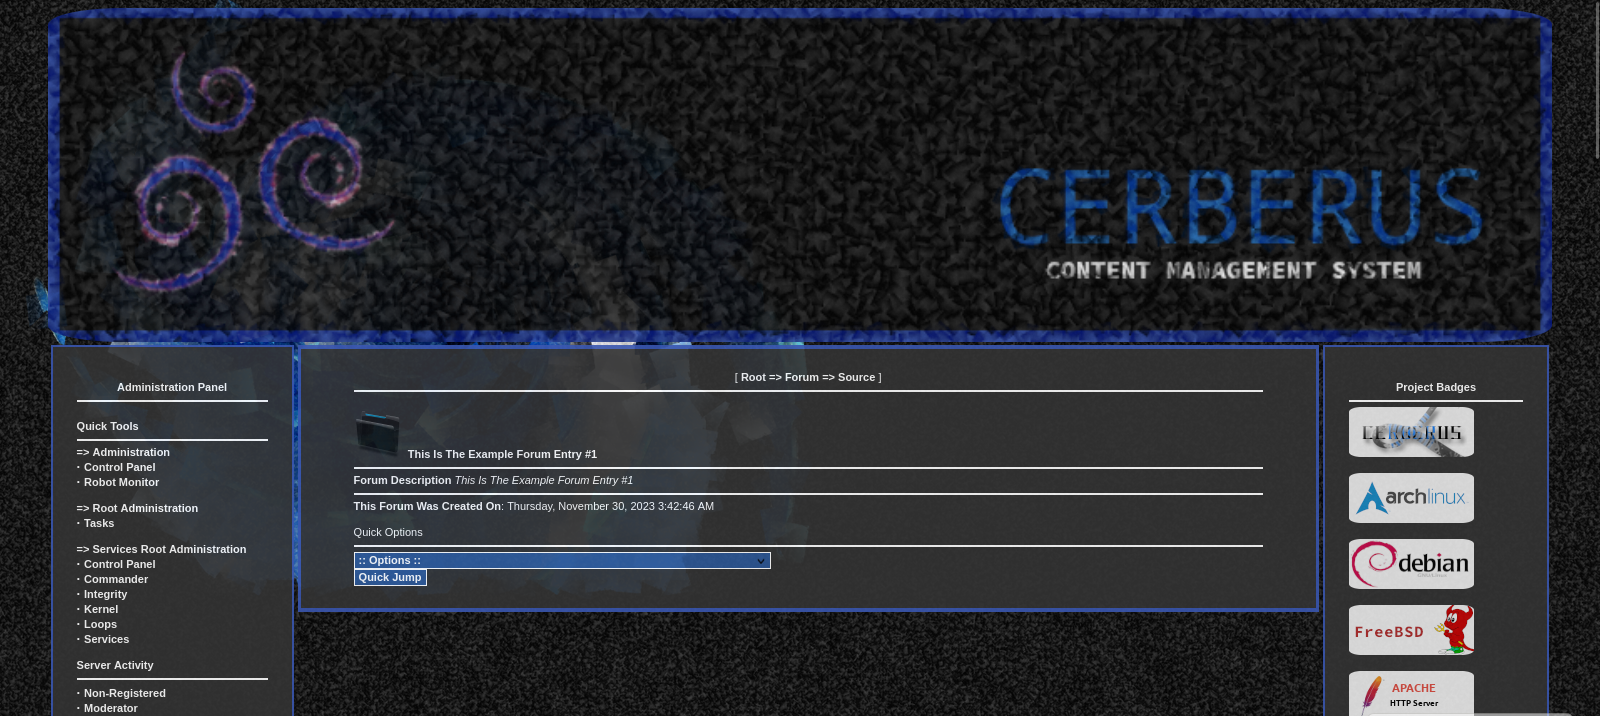 CERBERUS
CONTENT MANAGEMENT SYSTEM
Administration Panel
Quick Tools
=> Administration
· Control Panel
· Robot Monitor
=> Root Administration
· Tasks
=> Services Root Administration
· Control Panel
· Commander
· Integrity
· Kernel
· Loops
· Services
Server Activity
· Non-Registered
· Moderator
[ Root => Forum => Source ]
This Is The Example Forum Entry #1
Forum Description This Is The Example Forum Entry #1
This Forum Was Created On: Thursday, November 30, 2023 3:42:46 AM
Quick Options
:: Options ::
Quick Jump
Project Badges
CERBERUS
archlinux
debian
FreeBSD
APACHE
HTTP Server